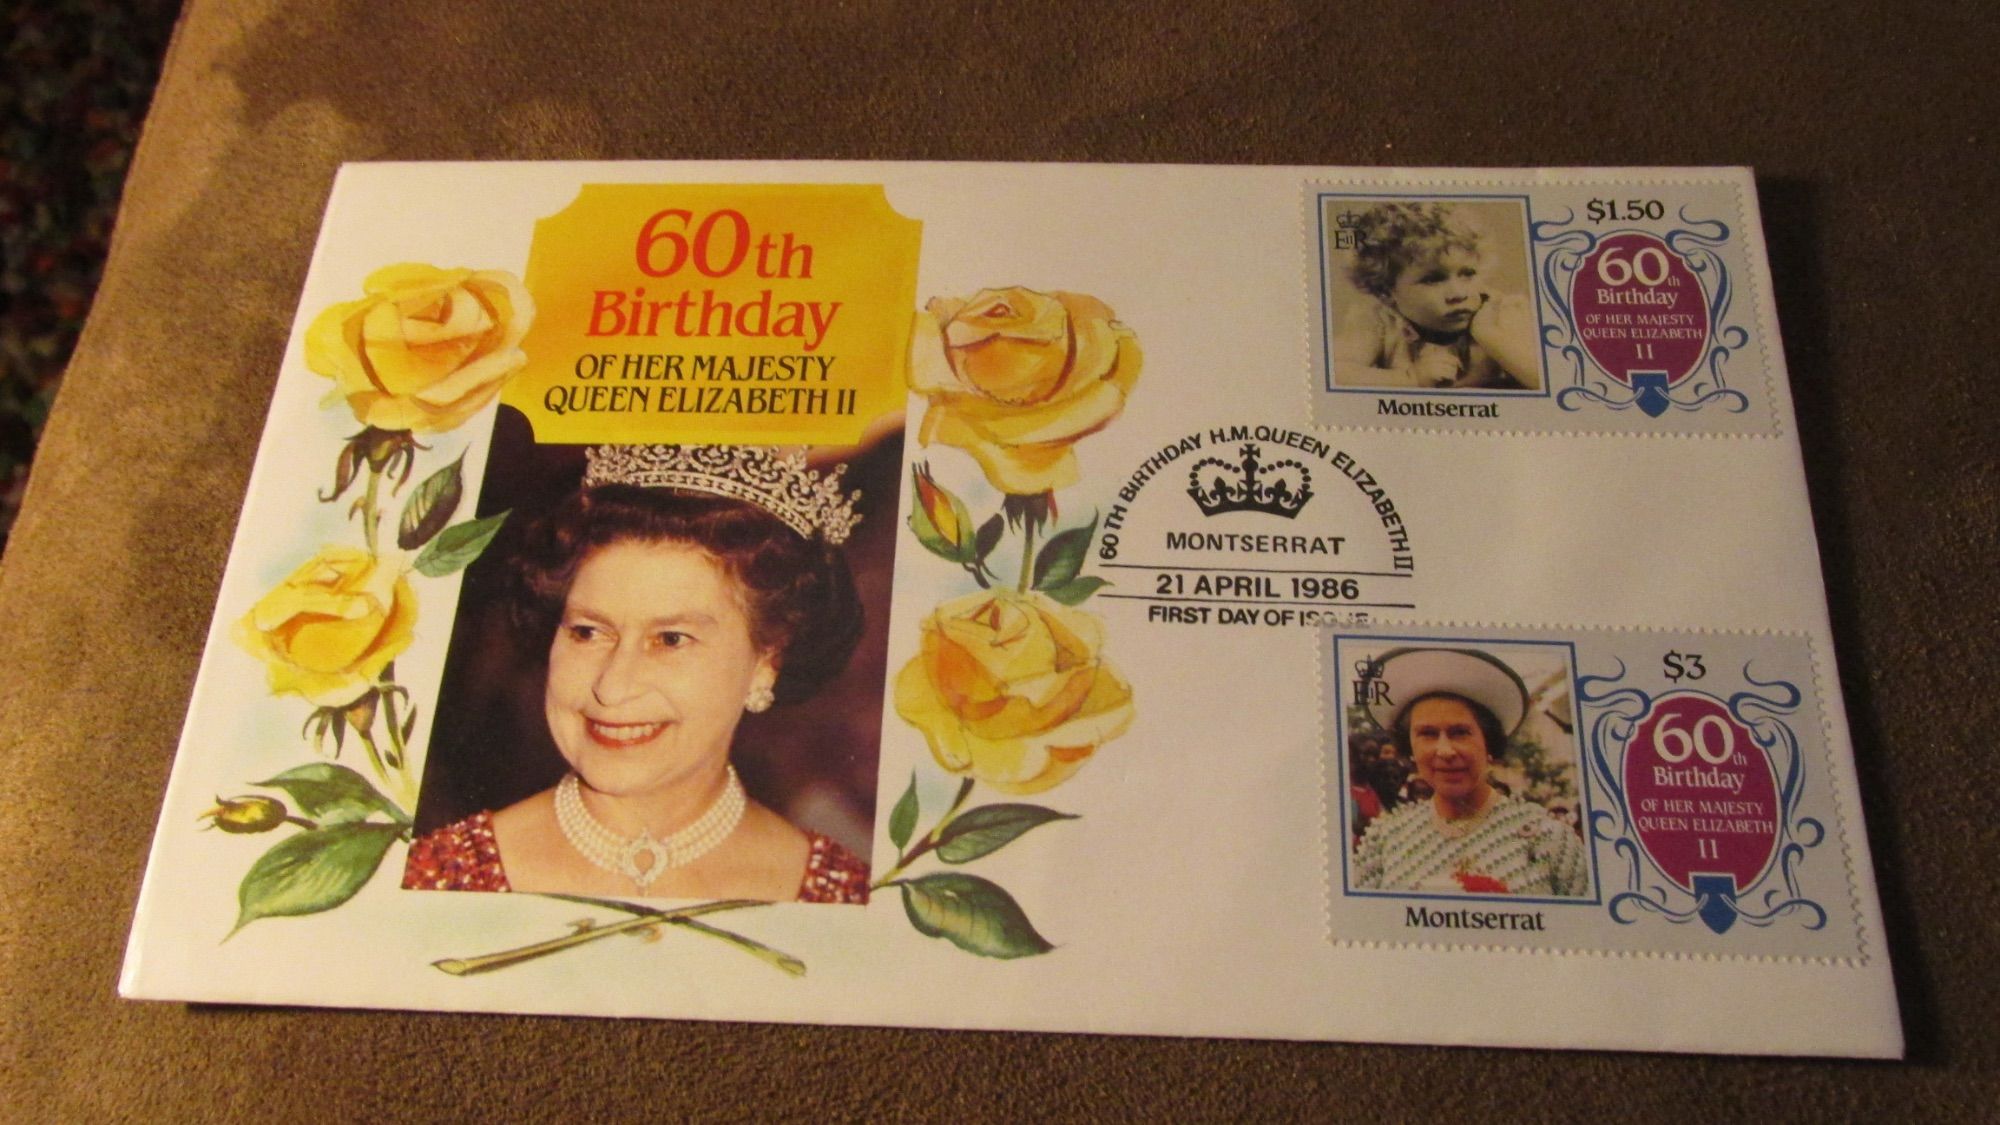 60th
Birthday
OF HER MAJESTY
QUEEN ELIZABETH II
60TH BIRTHDAY H.M.QUEEN ELIZABETH II
MONTSERRAT
21 APRIL 1986
FIRST DAY OF ISSUE
EIIR
$1.50
60th
Birthday
OF HER MAJESTY
QUEEN ELIZABETH
II
Montserrat
EIIR
$3
60th
Birthday
OF HER MAJESTY
QUEEN ELIZABETH
II
Montserrat